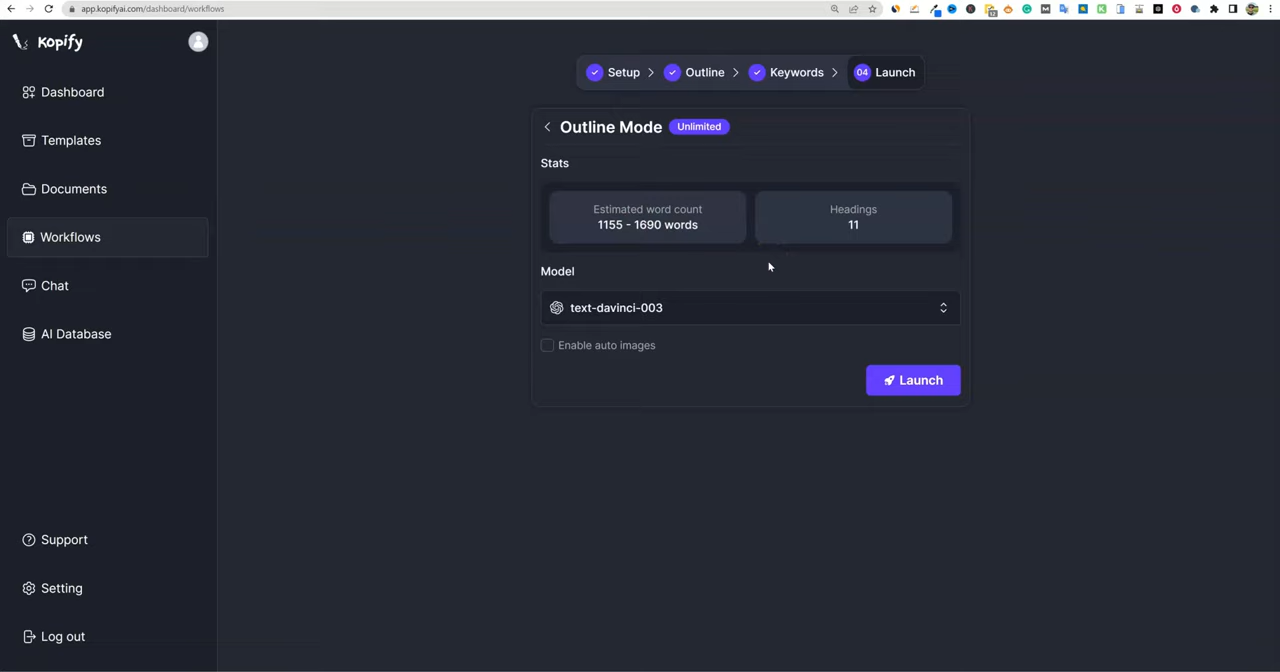 app.kopifyai.com/dashboard/workflows
Kopify
Dashboard
Templates
Documents
Workflows
Chat
AI Database
Support
Setting
Log out
Setup
Outline
Keywords
04 Launch
Outline Mode Unlimited
Stats
Estimated word count
1155 - 1690 words
Headings
11
Model
text-davinci-003
Enable auto images
Launch